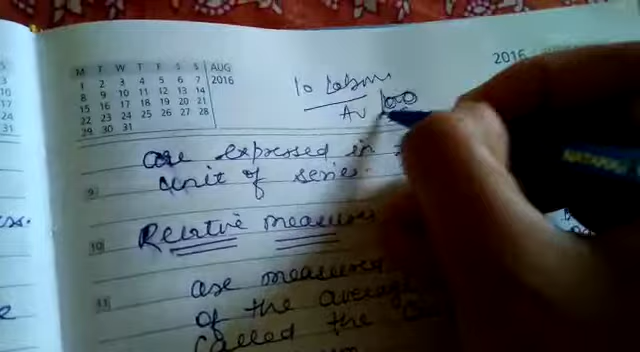 2016
M T W T F S S AUG
1 2 3 4 5 6 7 2016
8 9 10 11 12 13 14
15 16 17 18 19 20 21
22 23 24 25 26 27 28
29 30 31
10 labour
Av
are expressed in
unit of series.
9
10 Relative measures
11 are measured
of the average
called the